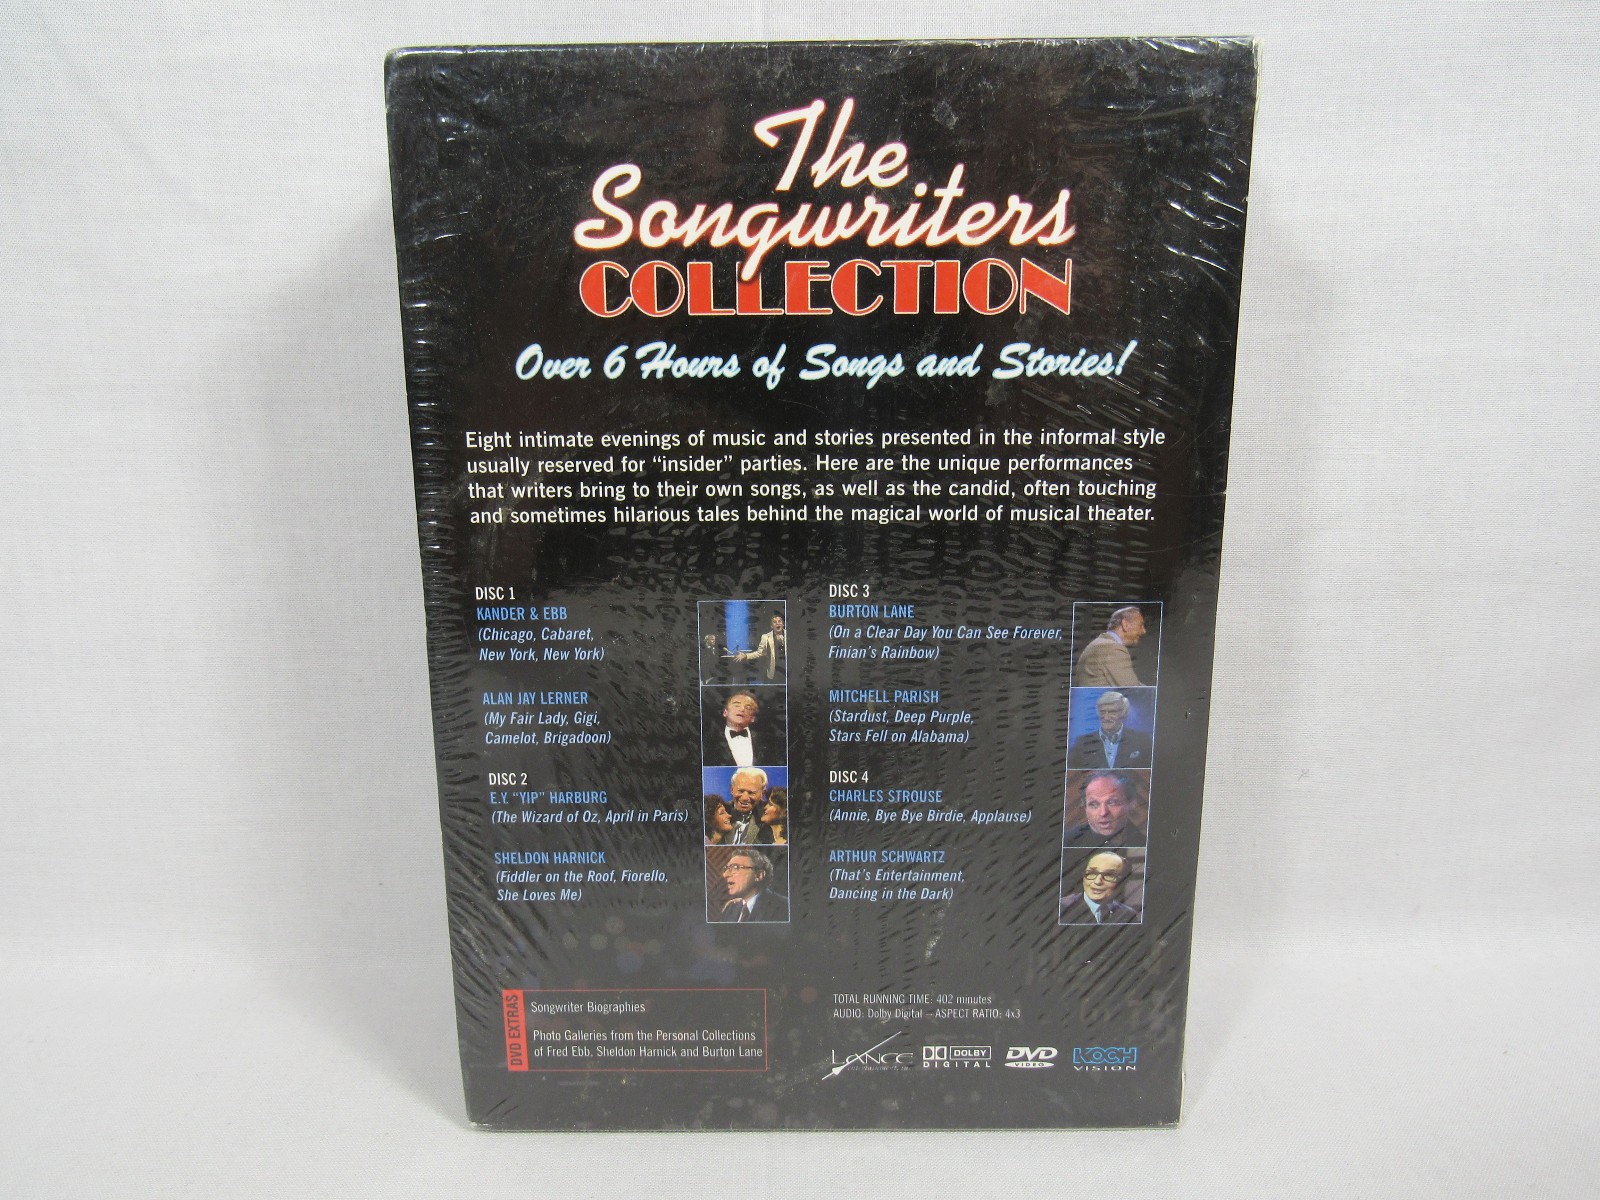 The
Songwriters
COLLECTION
Over 6 Hours of Songs and Stories!
Eight intimate evenings of music and stories presented in the informal style
usually reserved for “insider” parties. Here are the unique performances
that writers bring to their own songs, as well as the candid, often touching
and sometimes hilarious tales behind the magical world of musical theater.
DISC 1
KANDER & EBB
(Chicago, Cabaret,
New York, New York)
ALAN JAY LERNER
(My Fair Lady, Gigi,
Camelot, Brigadoon)
DISC 2
E.Y. “YIP” HARBURG
(The Wizard of Oz, April in Paris)
SHELDON HARNICK
(Fiddler on the Roof, Fiorello,
She Loves Me)
DISC 3
BURTON LANE
(On a Clear Day You Can See Forever,
Finian's Rainbow)
MITCHELL PARISH
(Stardust, Deep Purple,
Stars Fell on Alabama)
DISC 4
CHARLES STROUSE
(Annie, Bye Bye Birdie, Applause)
ARTHUR SCHWARTZ
(That's Entertainment,
Dancing in the Dark)
DVD EXTRAS
Songwriter Biographies
Photo Galleries from the Personal Collections
of Fred Ebb, Sheldon Harnick and Burton Lane
TOTAL RUNNING TIME: 402 minutes
AUDIO: Dolby Digital – ASPECT RATIO: 4x3
LANCE
entertainment, inc.
DOLBY
DIGITAL
DVD
VIDEO
KOCH
VISION